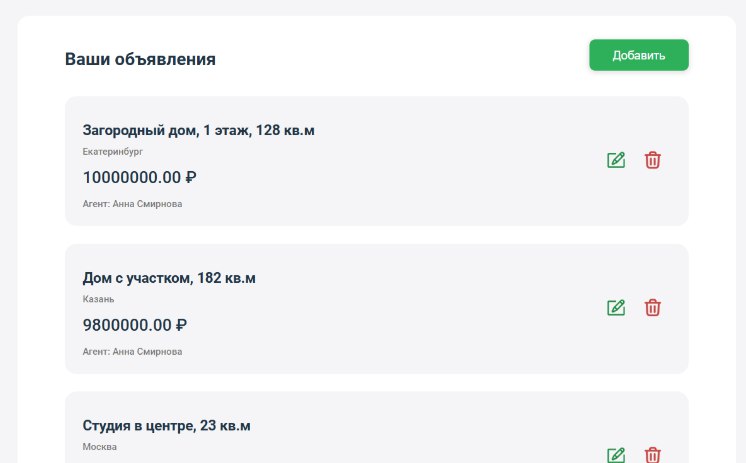 Ваши объявления
Добавить
Загородный дом, 1 этаж, 128 кв.м
Екатеринбург
10000000.00 ₽
Агент: Анна Смирнова
Дом с участком, 182 кв.м
Казань
9800000.00 ₽
Агент: Анна Смирнова
Студия в центре, 23 кв.м
Москва